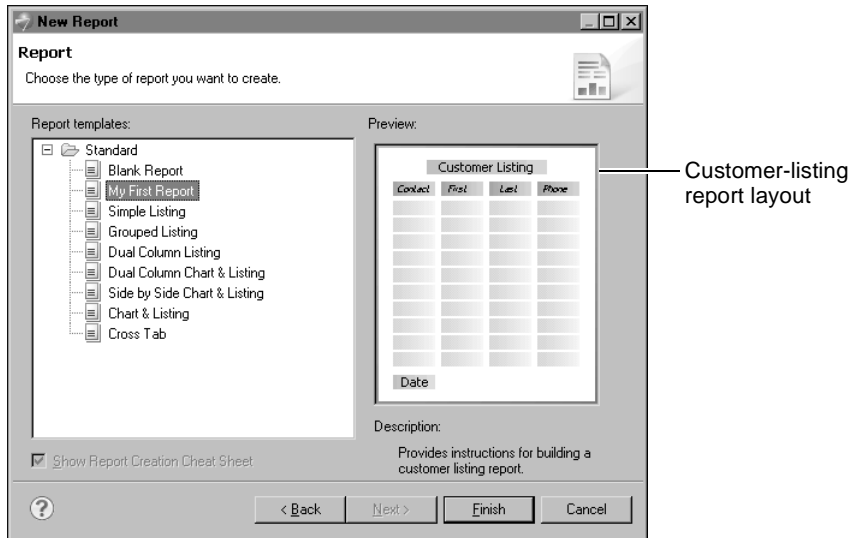 New Report
Report
Choose the type of report you want to create.
Report templates:
Standard
Blank Report
My First Report
Simple Listing
Grouped Listing
Dual Column Listing
Dual Column Chart & Listing
Side by Side Chart & Listing
Chart & Listing
Cross Tab
Show Report Creation Cheat Sheet
Preview:
Customer Listing
Contact First Last Phone
Date
Description:
Provides instructions for building a
customer listing report.
Customer-listing
report layout
?
< Back Next > Finish Cancel